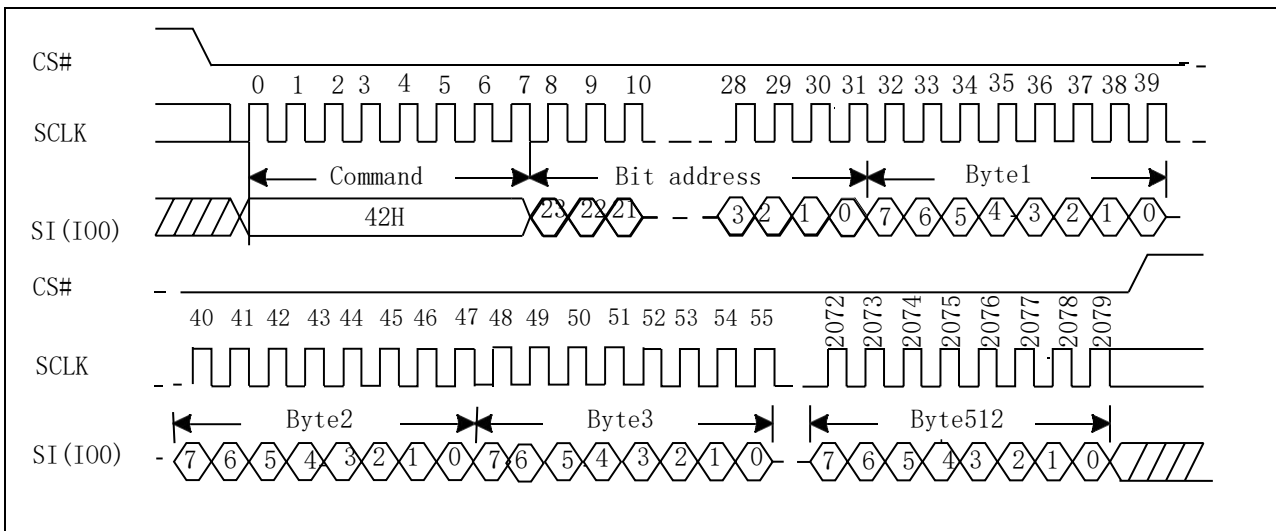 CS#
0 1 2 3 4 5 6 7 8 9 10 28 29 30 31 32 33 34 35 36 37 38 39
SCLK
Command Bit address Byte1
SI(IO0) 42H 23 22 21 3 2 1 0 7 6 5 4 3 2 1 0
CS#
40 41 42 43 44 45 46 47 48 49 50 51 52 53 54 55 2072 2073 2074 2075 2076 2077 2078 2079
SCLK
Byte2 Byte3 Byte512
SI(IO0) 7 6 5 4 3 2 1 0 7 6 5 4 3 2 1 0 7 6 5 4 3 2 1 0